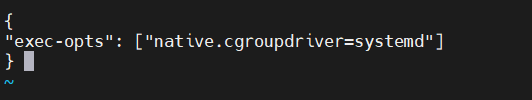 {
"exec-opts": ["native.cgroupdriver=systemd"]
}
~